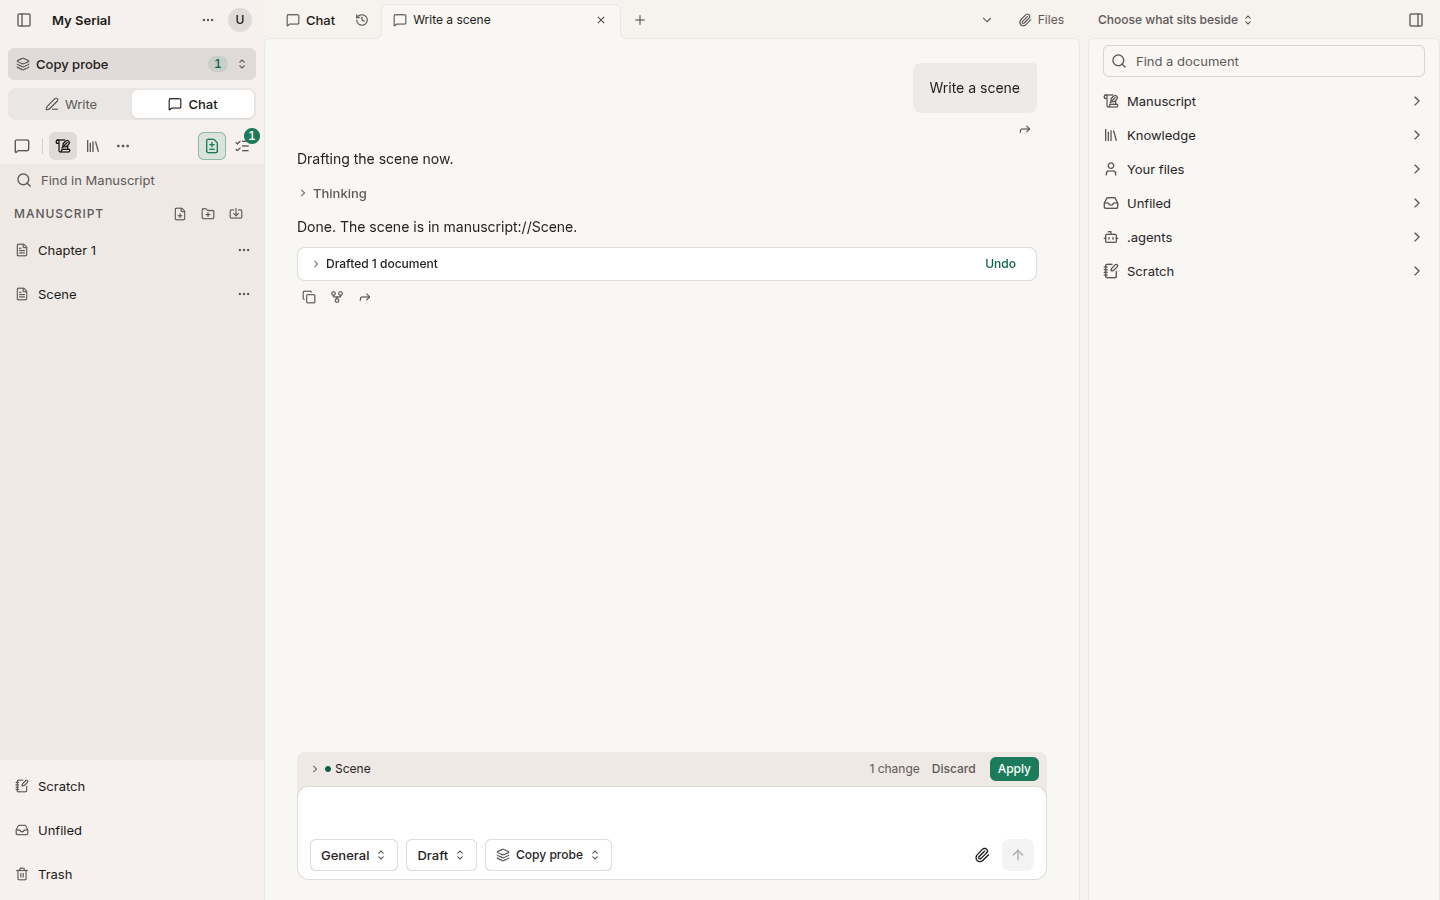 My Serial
U
Copy probe
1
Write
Chat
1
Find in Manuscript
MANUSCRIPT
Chapter 1
Scene
Scratch
Unfiled
Trash
Chat
Write a scene
Files
Write a scene
Drafting the scene now.
Thinking
Done. The scene is in manuscript://Scene.
Drafted 1 document
Undo
Scene
1 change
Discard
Apply
General
Draft
Copy probe
Choose what sits beside
Find a document
Manuscript
Knowledge
Your files
Unfiled
.agents
Scratch